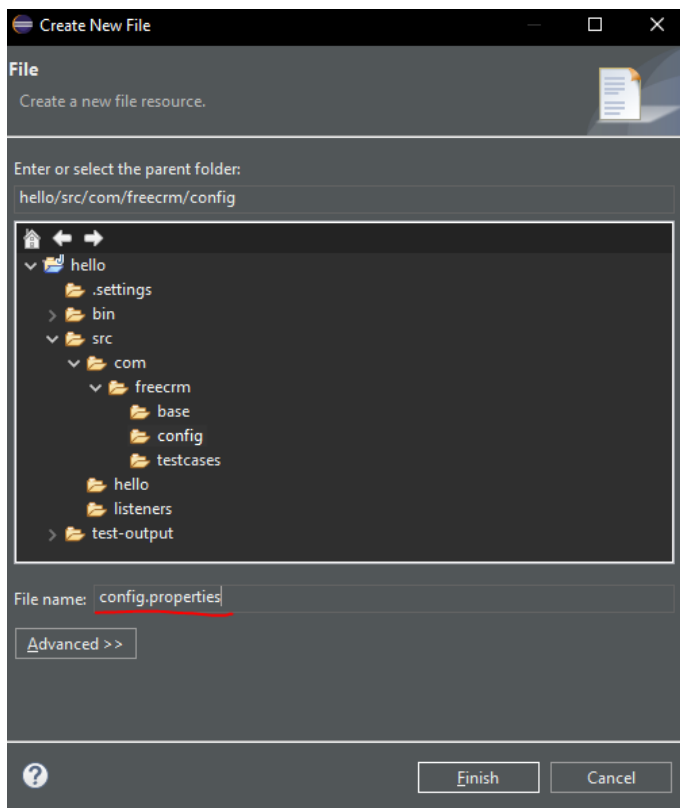 Create New File
File
Create a new file resource.
Enter or select the parent folder:
hello/src/com/freecrm/config
hello
.settings
bin
src
com
freecrm
base
config
testcases
hello
listeners
test-output
File name: config.properties
Advanced >>
Finish Cancel